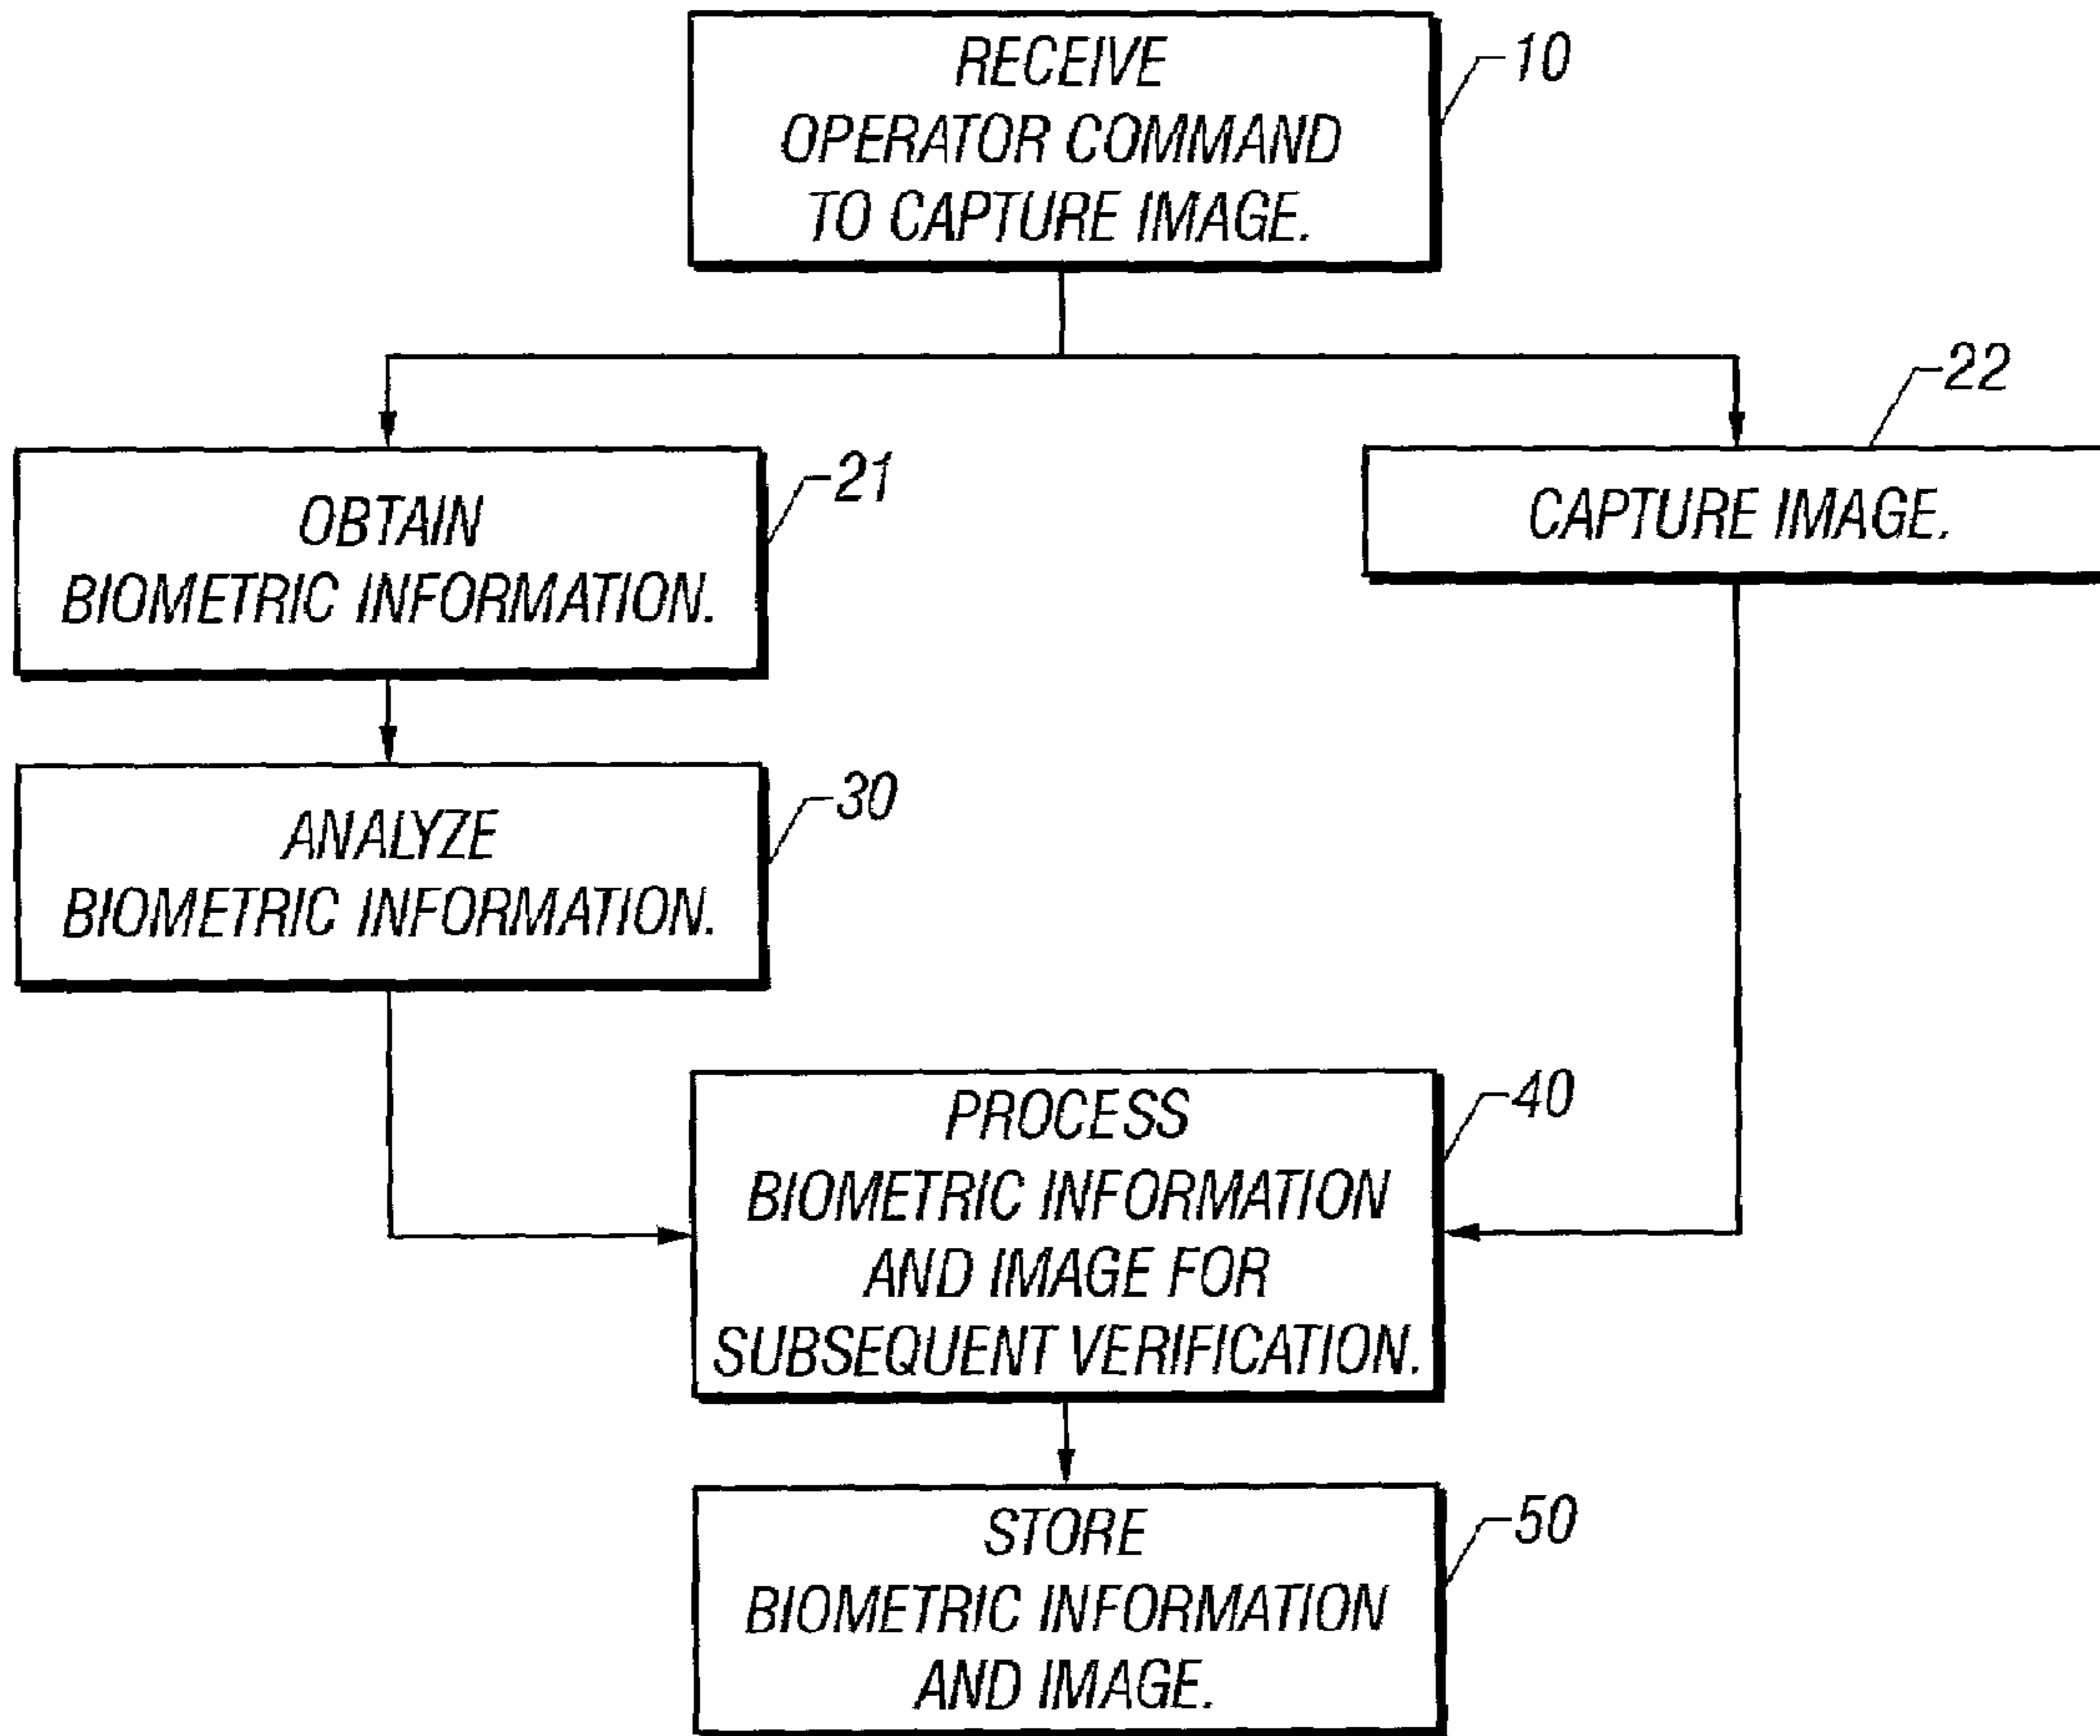 RECEIVE
OPERATOR COMMAND
TO CAPTURE IMAGE.
10
22
CAPTURE IMAGE.
21
OBTAIN
BIOMETRIC INFORMATION.
30
ANALYZE
BIOMETRIC INFORMATION.
40
PROCESS
BIOMETRIC INFORMATION
AND IMAGE FOR
SUBSEQUENT VERIFICATION.
50
STORE
BIOMETRIC INFORMATION
AND IMAGE.